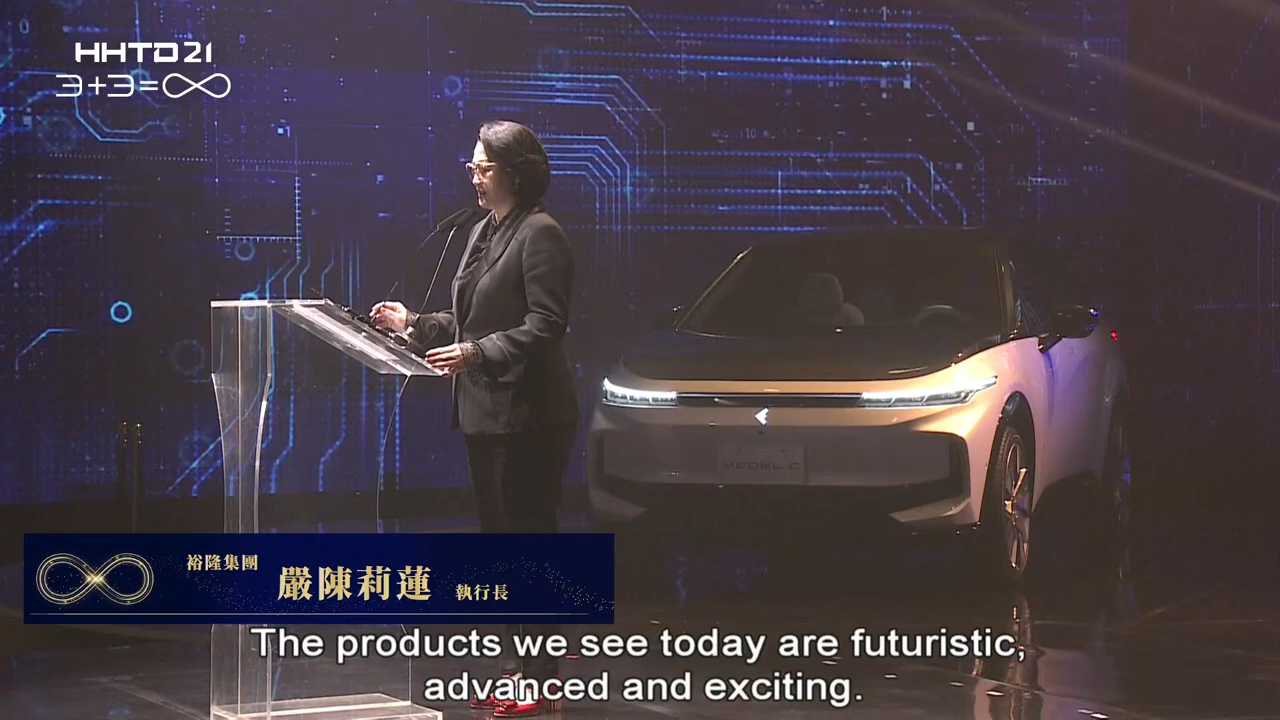 HHTD21
3+3=∞
MODEL C
裕隆集團
嚴陳莉蓮
執行長
The products we see today are futuristic,
advanced and exciting.